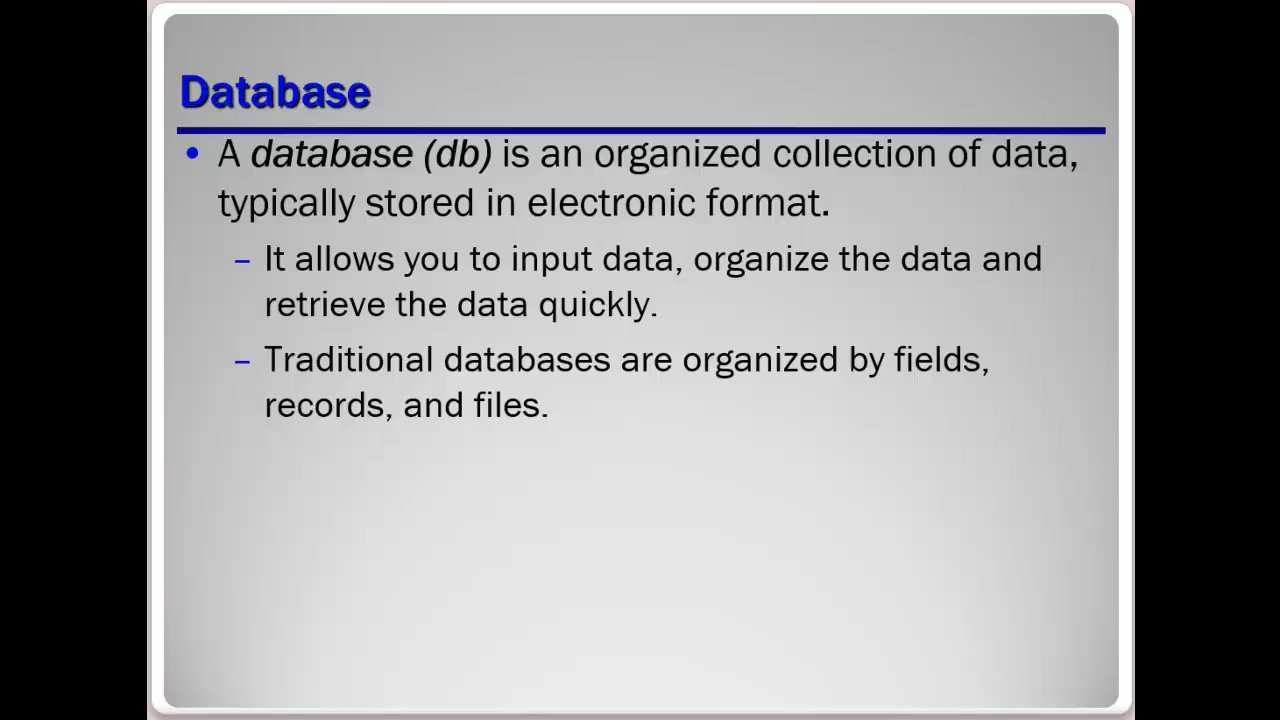 Database
• A database (db) is an organized collection of data,
typically stored in electronic format.
– It allows you to input data, organize the data and
retrieve the data quickly.
– Traditional databases are organized by fields,
records, and files.